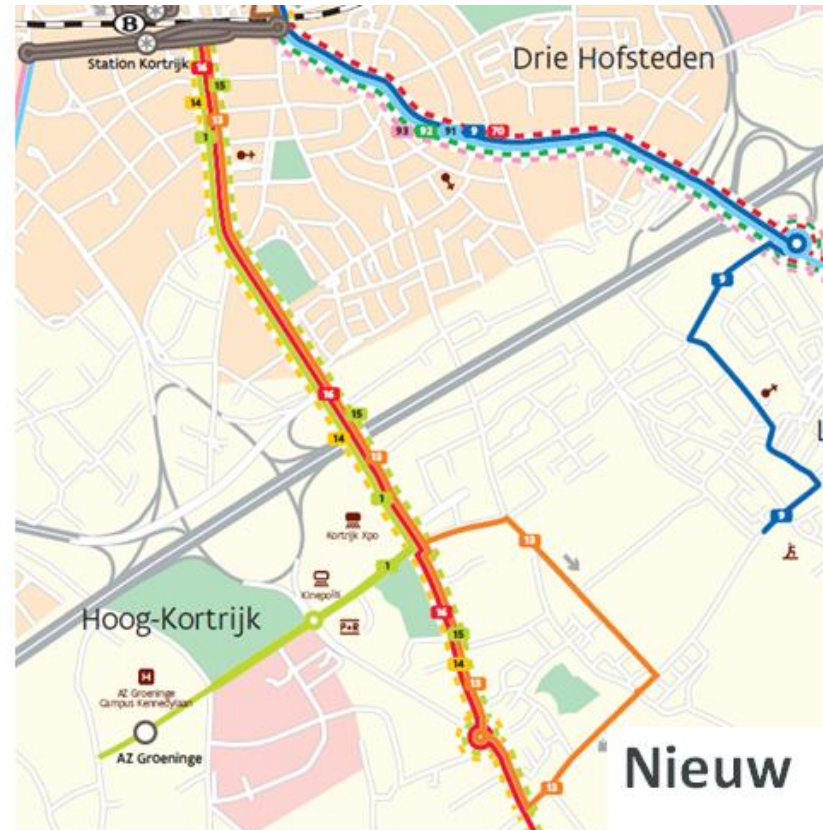 B
Station Kortrijk
Drie Hofsteden
16
15
14
13
1
93 92 91 9 70
9
16
15
14
13
1
9
L
Kortrijk Xpo
1
13
Kinepolis
P+R
Hoog-Kortrijk
16
15
14
13
H
AZ Groeninge
Campus Kennedylaan
AZ Groeninge
13
Nieuw